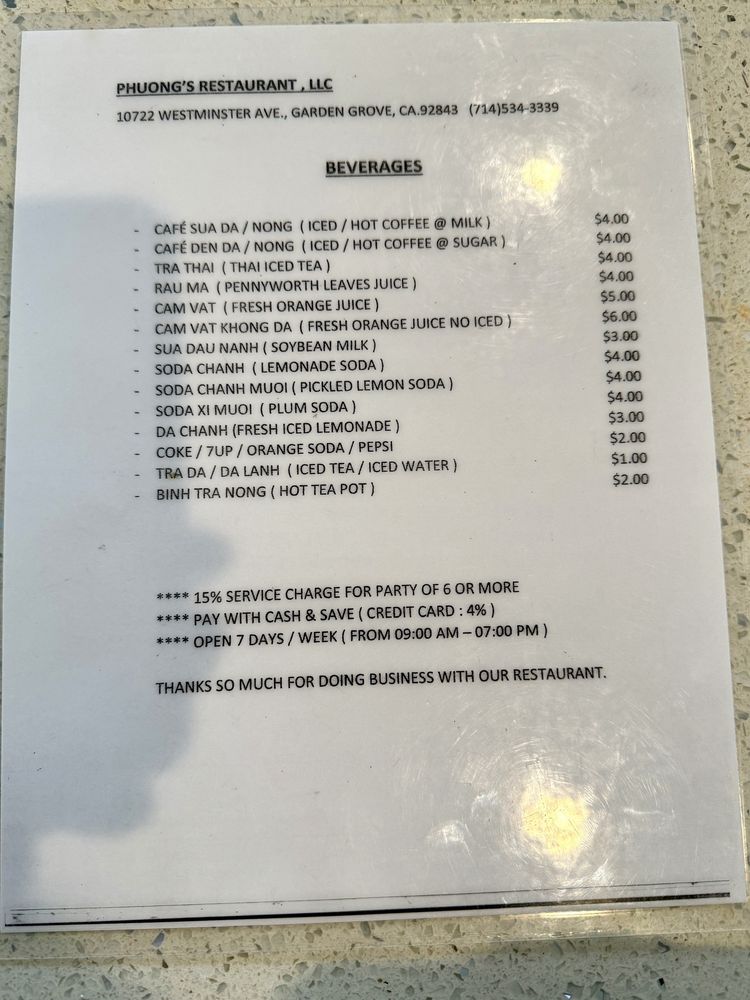 PHUONG'S RESTAURANT , LLC
10722 WESTMINSTER AVE., GARDEN GROVE, CA.92843 (714)534-3339
BEVERAGES
- CAFÉ SUA DA / NONG ( ICED / HOT COFFEE @ MILK ) $4.00
- CAFÉ DEN DA / NONG ( ICED / HOT COFFEE @ SUGAR ) $4.00
- TRA THAI ( THAI ICED TEA ) $4.00
- RAU MA ( PENNYWORTH LEAVES JUICE ) $4.00
- CAM VAT ( FRESH ORANGE JUICE ) $5.00
- CAM VAT KHONG DA ( FRESH ORANGE JUICE NO ICED ) $6.00
- SUA DAU NANH ( SOYBEAN MILK ) $3.00
- SODA CHANH ( LEMONADE SODA ) $4.00
- SODA CHANH MUOI ( PICKLED LEMON SODA ) $4.00
- SODA XI MUOI ( PLUM SODA ) $4.00
- DA CHANH (FRESH ICED LEMONADE ) $3.00
- COKE / 7UP / ORANGE SODA / PEPSI $2.00
- TRA DA / DA LANH ( ICED TEA / ICED WATER ) $1.00
- BINH TRA NONG ( HOT TEA POT ) $2.00
**** 15% SERVICE CHARGE FOR PARTY OF 6 OR MORE
**** PAY WITH CASH & SAVE ( CREDIT CARD : 4% )
**** OPEN 7 DAYS / WEEK ( FROM 09:00 AM – 07:00 PM )
THANKS SO MUCH FOR DOING BUSINESS WITH OUR RESTAURANT.